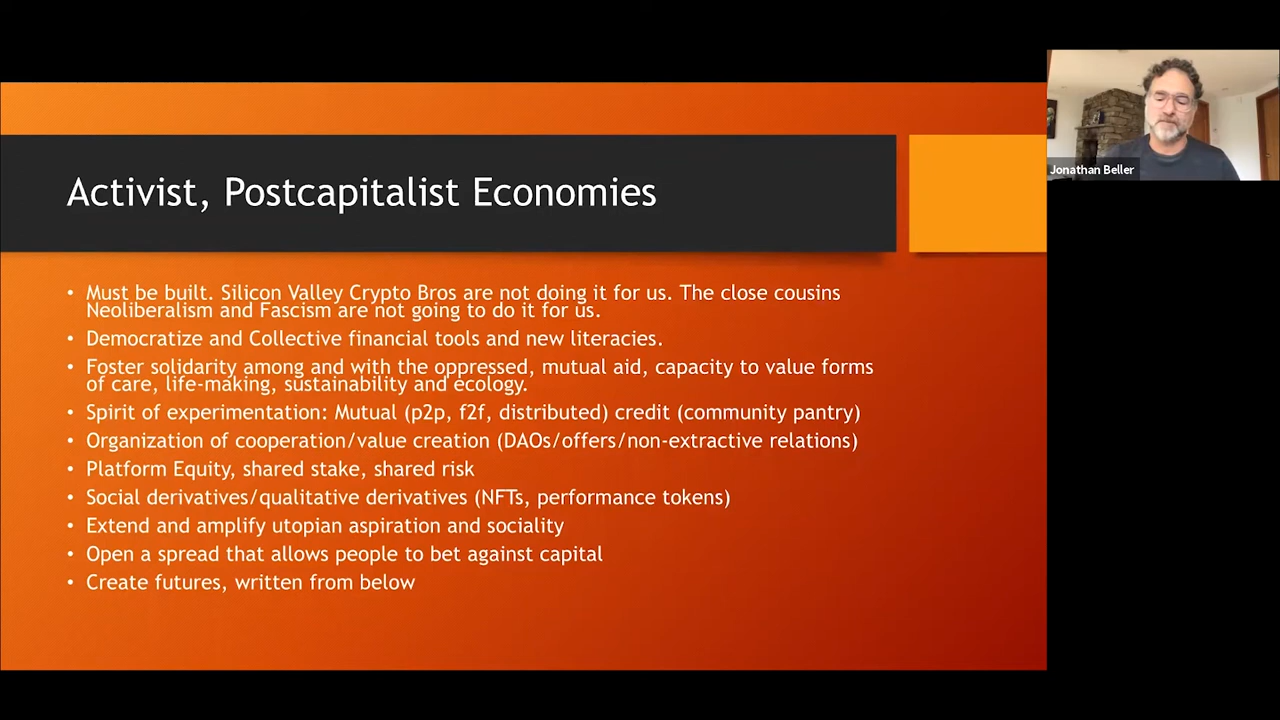 Activist, Postcapitalist Economies
• Must be built. Silicon Valley Crypto Bros are not doing it for us. The close cousins
Neoliberalism and Fascism are not going to do it for us.
• Democratize and Collective financial tools and new literacies.
• Foster solidarity among and with the oppressed, mutual aid, capacity to value forms
of care, life-making, sustainability and ecology.
• Spirit of experimentation: Mutual (p2p, f2f, distributed) credit (community pantry)
• Organization of cooperation/value creation (DAOs/offers/non-extractive relations)
• Platform Equity, shared stake, shared risk
• Social derivatives/qualitative derivatives (NFTs, performance tokens)
• Extend and amplify utopian aspiration and sociality
• Open a spread that allows people to bet against capital
• Create futures, written from below
Jonathan Beller